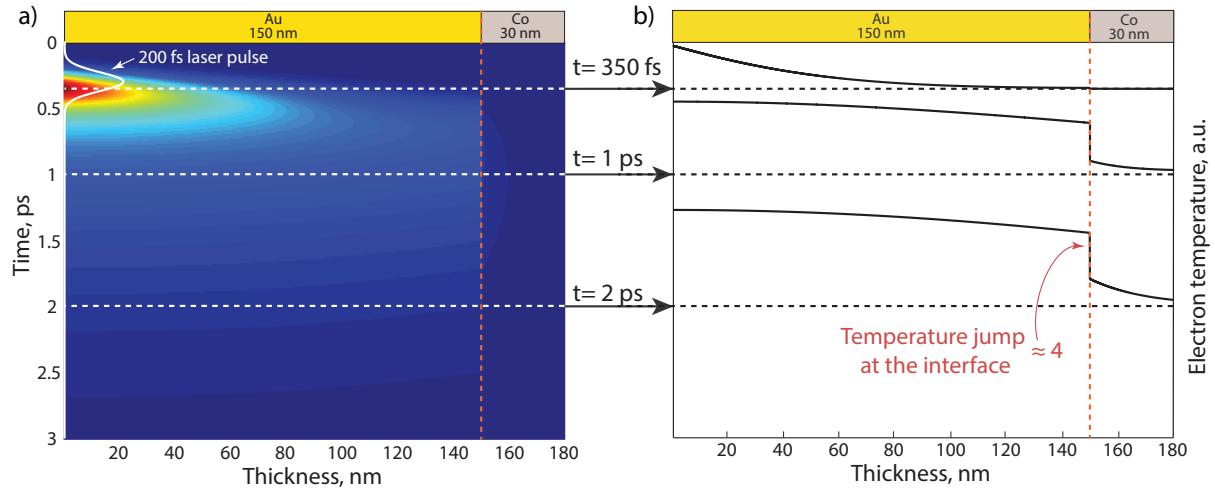 a)
Au
150 nm
Co
30 nm
200 fs laser pulse
0
0.5
1
1.5
2
2.5
3
Time, ps
20
40
60
80
100
120
140
160
180
Thickness, nm
t= 350 fs
t= 1 ps
t= 2 ps
b)
Au
150 nm
Co
30 nm
Temperature jump
at the interface
≈ 4
20
40
60
80
100
120
140
160
180
Thickness, nm
Electron temperature, a.u.